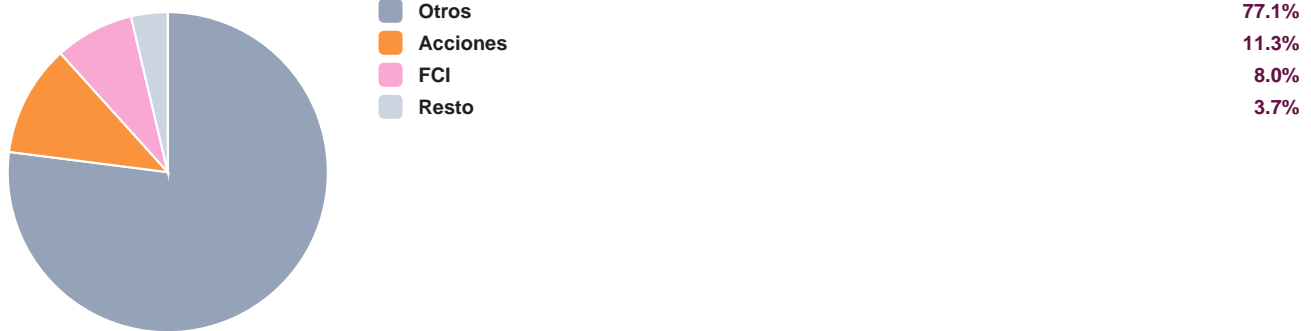 Otros 77.1%
Acciones 11.3%
FCI 8.0%
Resto 3.7%